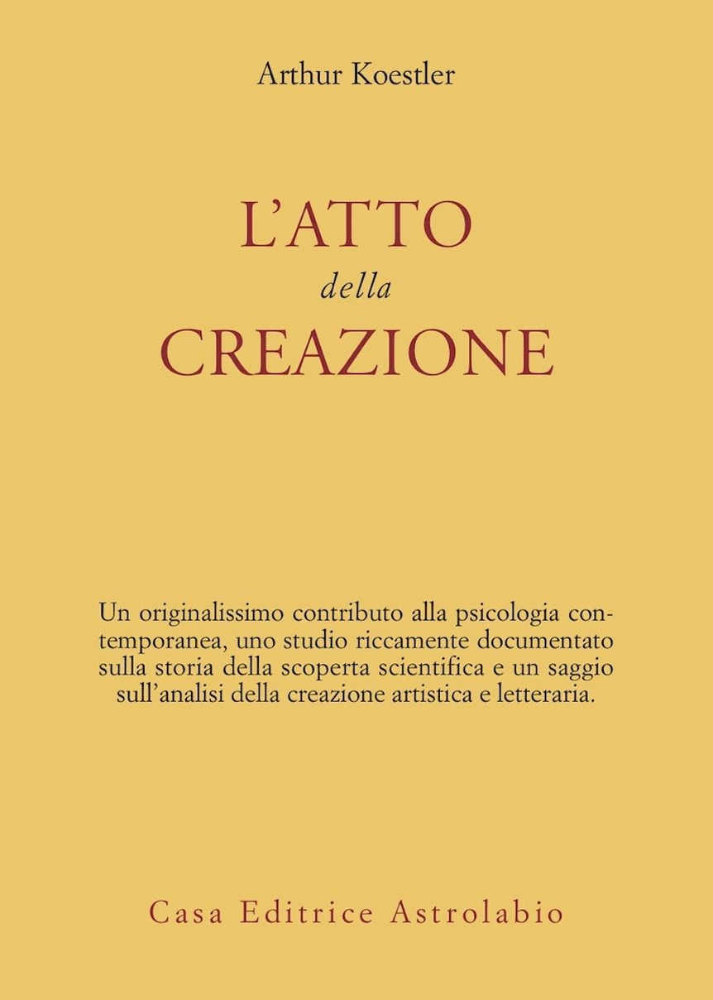 Arthur Koestler
L’ATTO
della
CREAZIONE
Un originalissimo contributo alla psicologia con-
temporanea, uno studio riccamente documentato
sulla storia della scoperta scientifica e un saggio
sull’analisi della creazione artistica e letteraria.
Casa Editrice Astrolabio